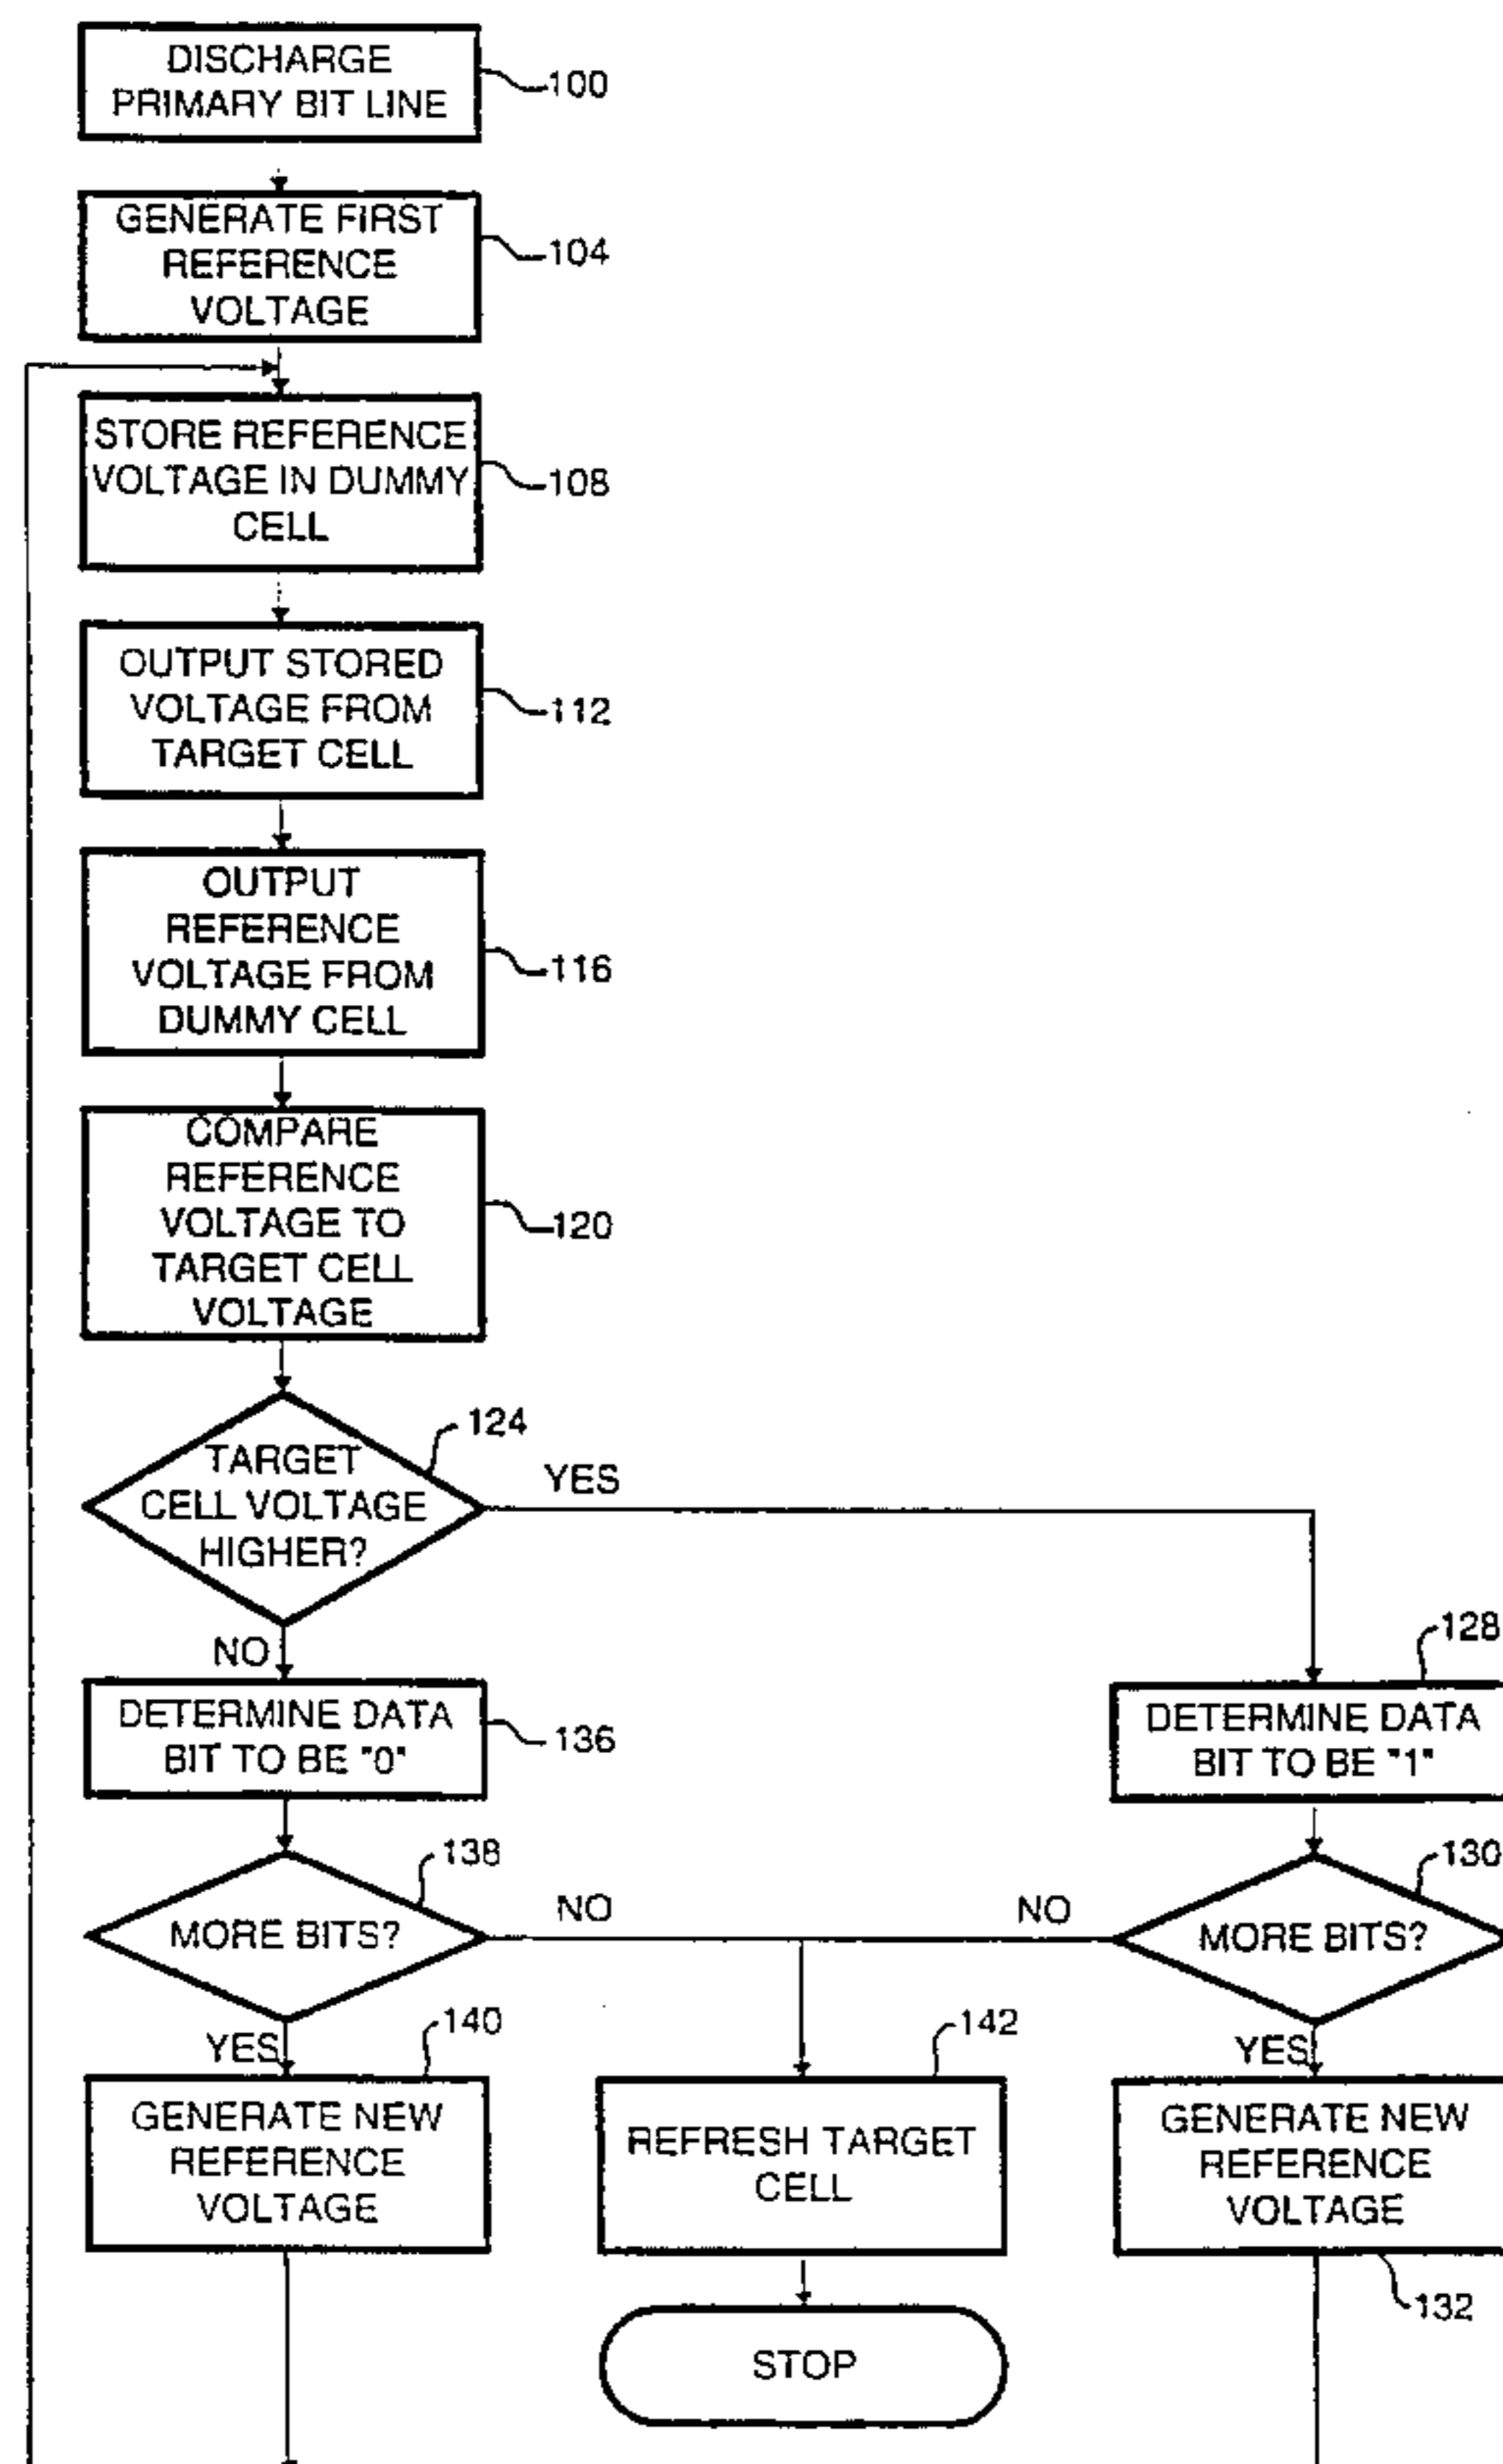 DISCHARGE
PRIMARY BIT LINE
100
GENERATE FIRST
REFERENCE
VOLTAGE
104
STORE REFERENCE
VOLTAGE IN DUMMY
CELL
108
OUTPUT STORED
VOLTAGE FROM
TARGET CELL
112
OUTPUT
REFERENCE
VOLTAGE FROM
DUMMY CELL
116
COMPARE
REFERENCE
VOLTAGE TO
TARGET CELL
VOLTAGE
120
TARGET
CELL VOLTAGE
HIGHER?
124
YES
NO
DETERMINE DATA
BIT TO BE "0"
136
DETERMINE DATA
BIT TO BE "1"
128
MORE BITS?
138
NO
NO
MORE BITS?
130
YES
YES
GENERATE NEW
REFERENCE
VOLTAGE
140
REFRESH TARGET
CELL
142
GENERATE NEW
REFERENCE
VOLTAGE
132
STOP